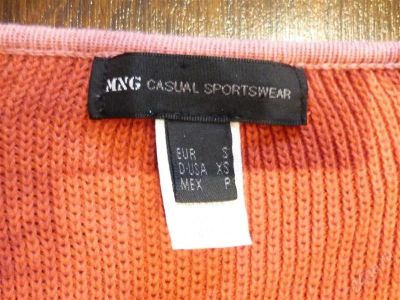 MNG CASUAL SPORTSWEAR
EUR S
D·USA XS
MEX P